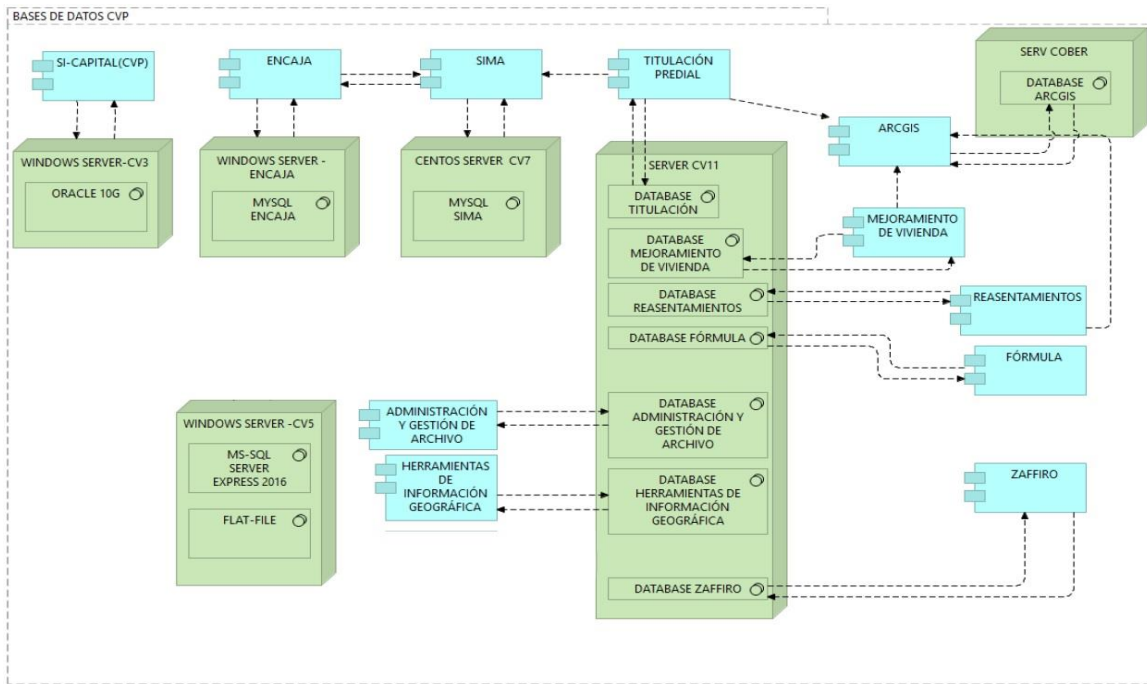 BASES DE DATOS CVP
SI-CAPITAL(CVP)
ENCAJA
SIMA
TITULACIÓN
PREDIAL
SERV COBER
DATABASE
ARCGIS
ARCGIS
WINDOWS SERVER-CV3
ORACLE 10G
WINDOWS SERVER -
ENCAJA
MYSQL
ENCAJA
CENTOS SERVER CV7
MYSQL
SIMA
SERVER CV11
DATABASE
TITULACIÓN
DATABASE
MEJORAMIENTO
DE VIVIENDA
DATABASE
REASENTAMIENTOS
DATABASE FÓRMULA
DATABASE
ADMINISTRACIÓN Y
GESTIÓN DE
ARCHIVO
DATABASE
HERRAMIENTAS DE
INFORMACIÓN
GEOGRÁFICA
DATABASE ZAFFIRO
MEJORAMIENTO
DE VIVIENDA
REASENTAMIENTOS
FÓRMULA
WINDOWS SERVER -CV5
MS-SQL
SERVER
EXPRESS 2016
FLAT-FILE
ADMINISTRACIÓN
Y GESTIÓN DE
ARCHIVO
HERRAMIENTAS
DE
INFORMACIÓN
GEOGRÁFICA
ZAFFIRO